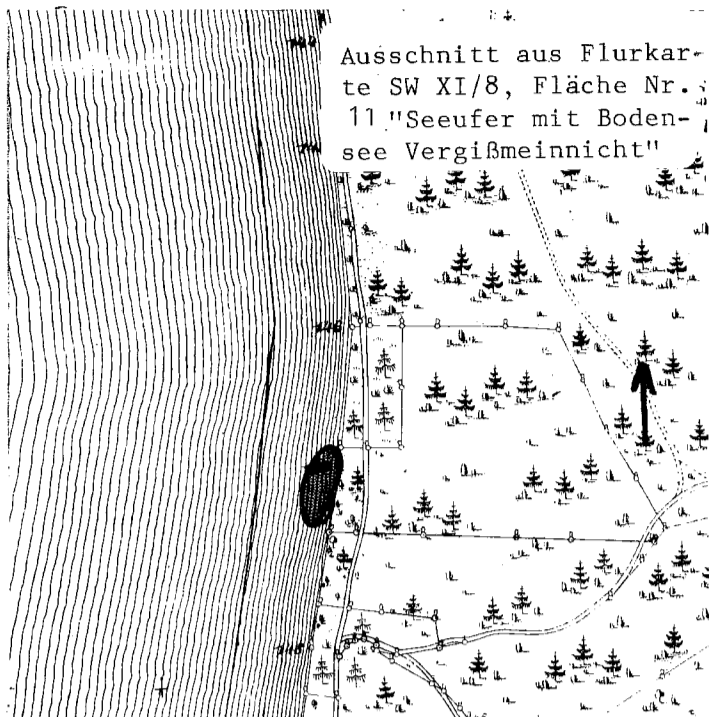 Ausschnitt aus Flurkar-
te SW XI/8, Fläche Nr.
11 "Seeufer mit Boden-
see Vergißmeinnicht"